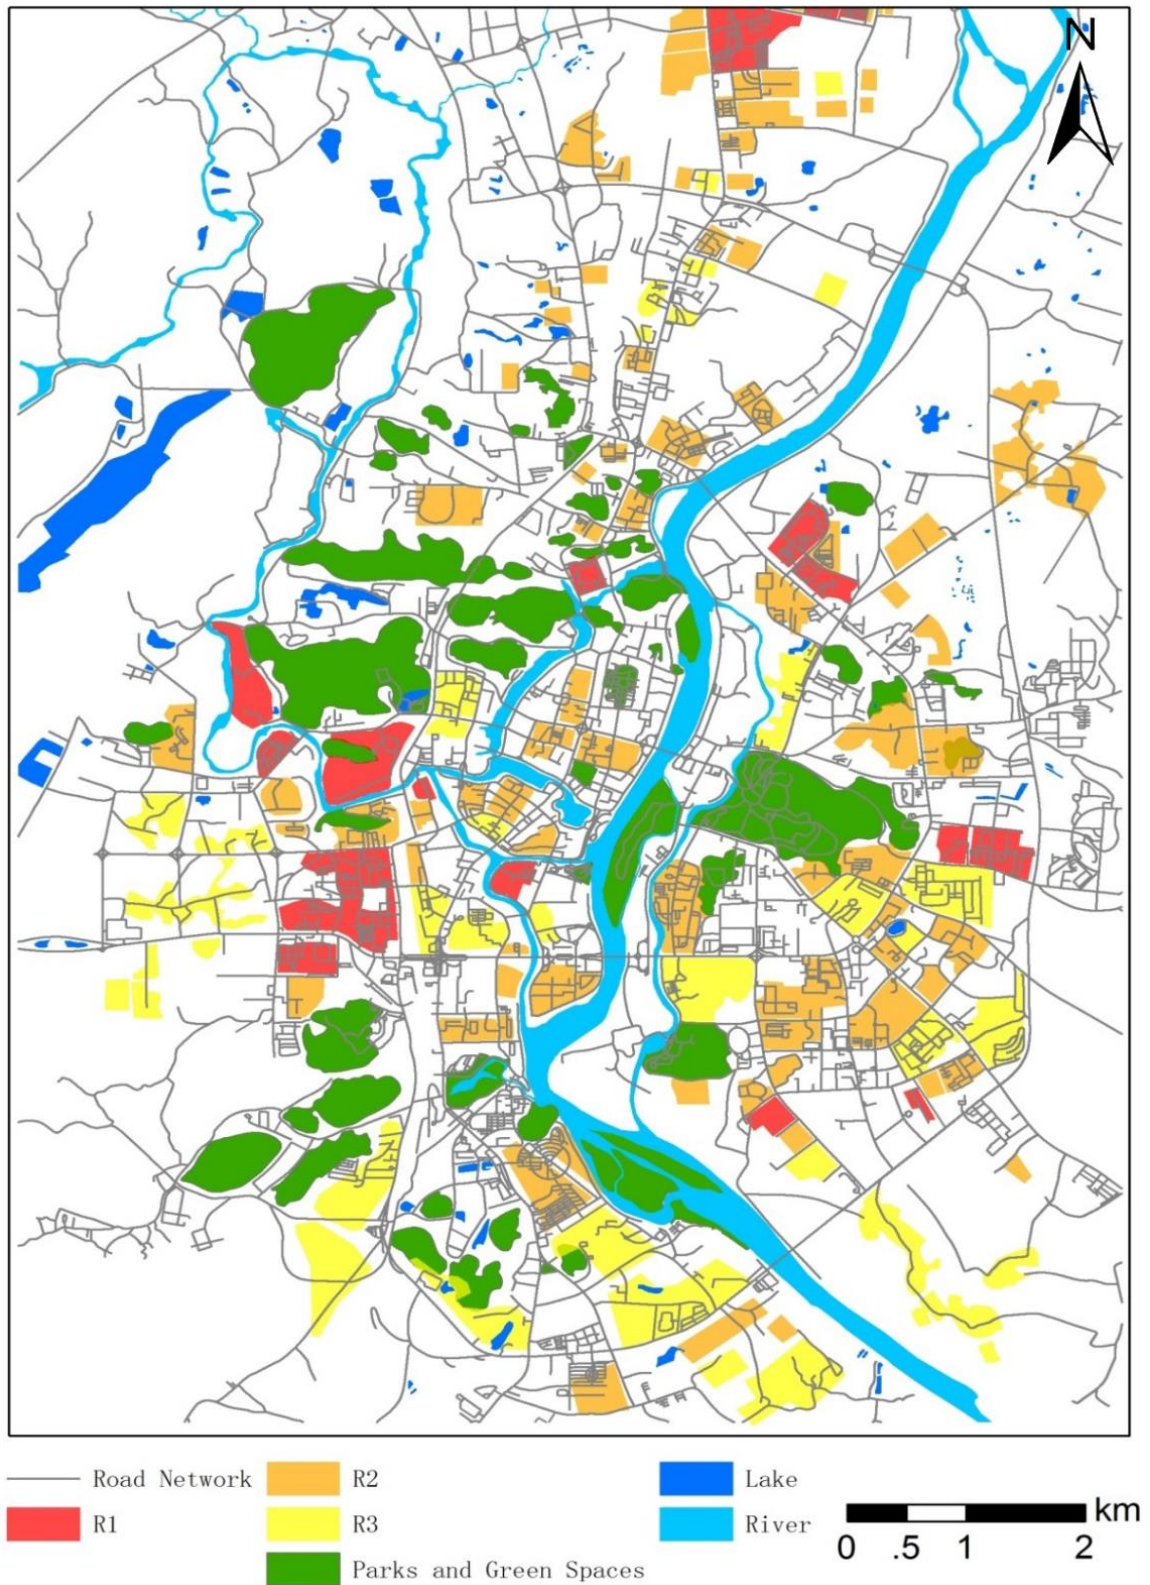 N
Road Network
R2
Lake
R1
R3
River
Parks and Green Spaces
km
0 .5 1 2